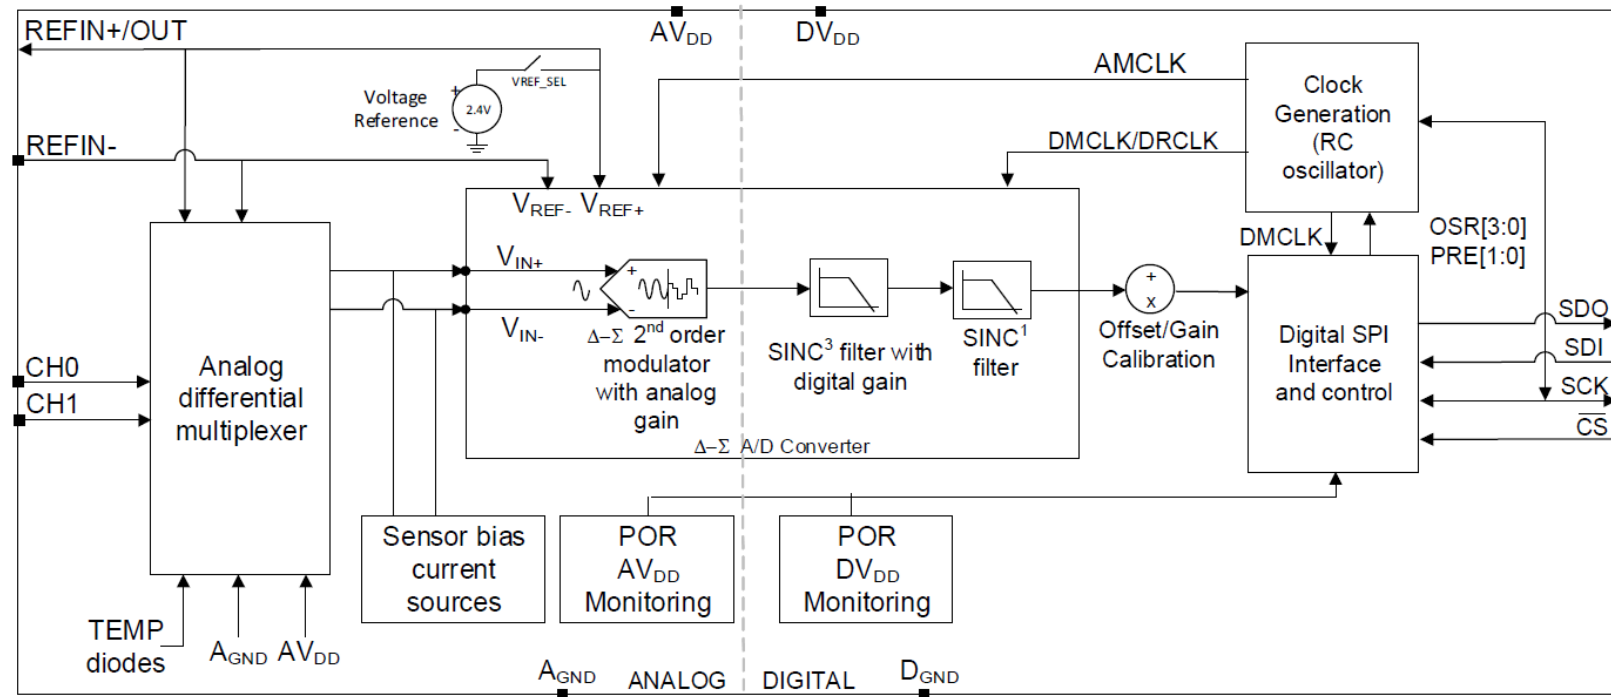 AVDD
DVDD
REFIN+/OUT
AMCLK
Clock
Generation
(RC
oscillator)
VREF_SEL
Voltage
Reference
+
2.4V
-
REFIN-
DMCLK/DRCLK
VREF-
VREF+
OSR[3:0]
PRE[1:0]
DMCLK
VIN+
+
-
VIN-
Δ–Σ 2nd order
modulator
with analog
gain
SINC3 filter with
digital gain
SINC1
filter
+
x
Offset/Gain
Calibration
Digital SPI
Interface
and control
SDO
SDI
SCK
CS
CH0
CH1
Analog
differential
multiplexer
Δ–Σ A/D Converter
Sensor bias
current
sources
POR
AVDD
Monitoring
POR
DVDD
Monitoring
TEMP
diodes
AGND
AVDD
AGND
ANALOG
DIGITAL
DGND